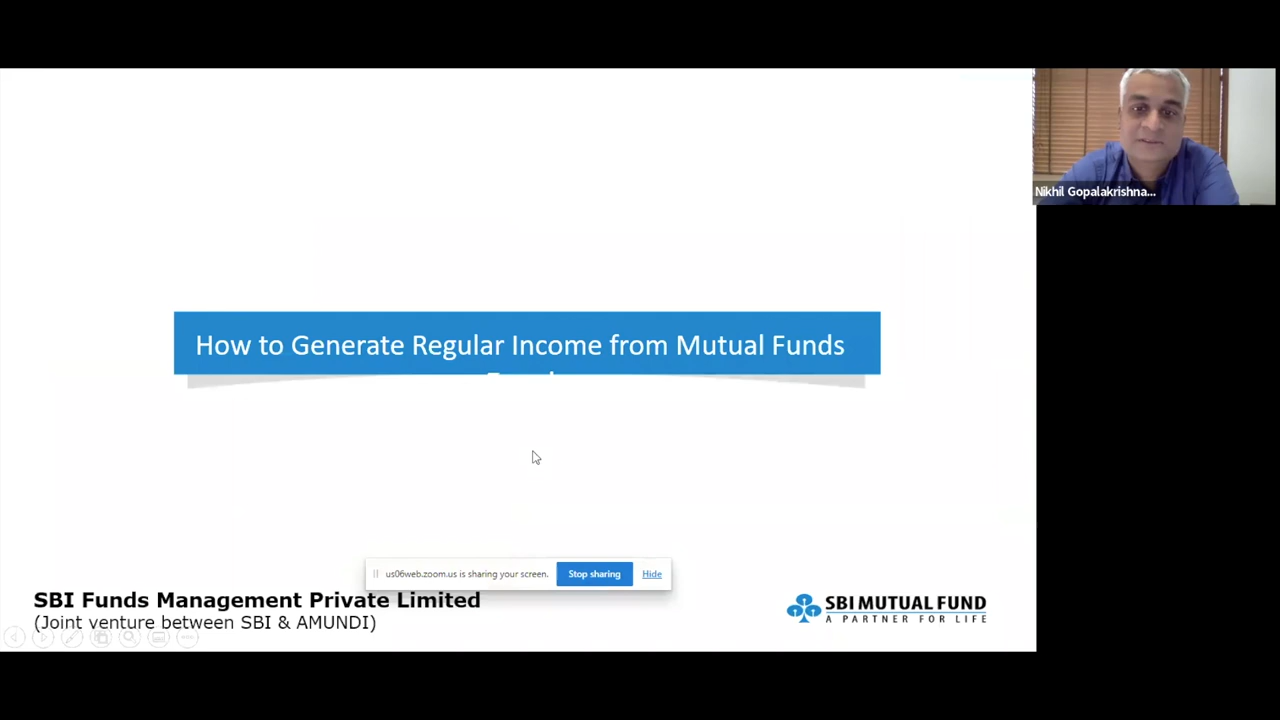 How to Generate Regular Income from Mutual Funds
Nikhil Gopalakrishna...
us06web.zoom.us is sharing your screen.
Stop sharing
Hide
SBI Funds Management Private Limited
(Joint venture between SBI & AMUNDI)
SBI MUTUAL FUND
A PARTNER FOR LIFE